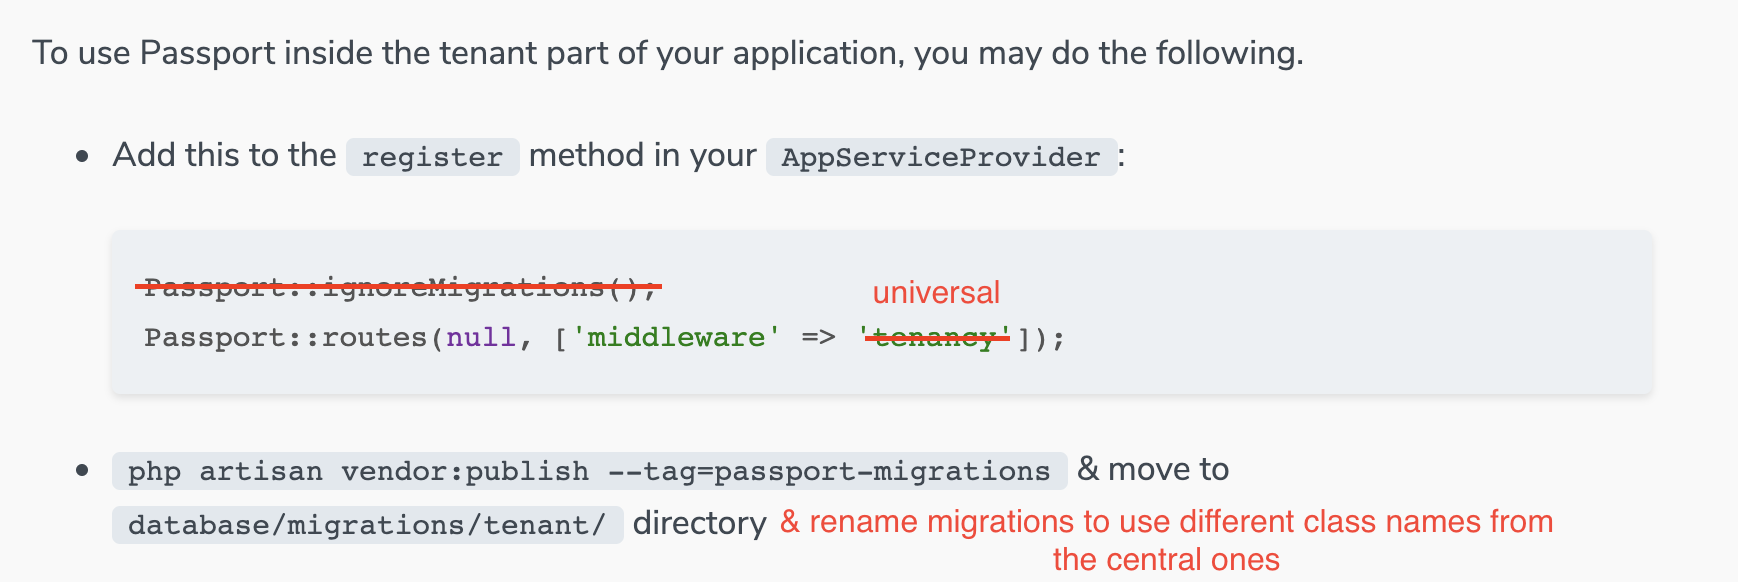 To use Passport inside the tenant part of your application, you may do the following.
• Add this to the register method in your AppServiceProvider:
Passport::ignoreMigrations();
universal
Passport::routes(null, ['middleware' => 'tenancy']);
• php artisan vendor:publish --tag=passport-migrations & move to
database/migrations/tenant/ directory & rename migrations to use different class names from
the central ones